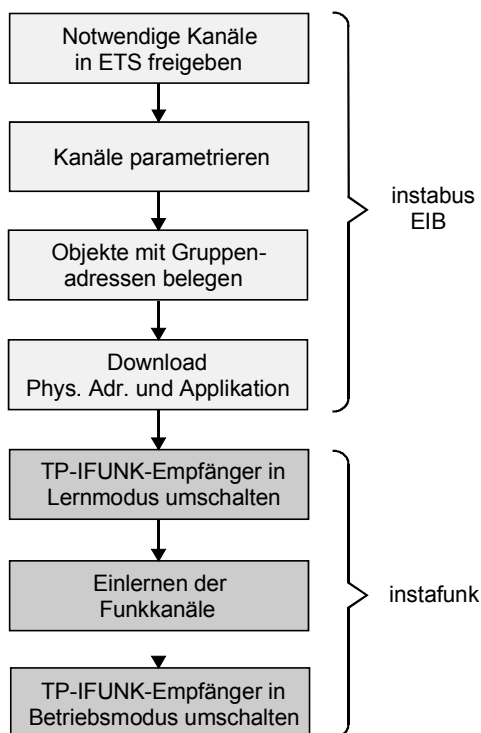 Notwendige Kanäle
in ETS freigeben
Kanäle parametrieren
Objekte mit Gruppen-
adressen belegen
Download
Phys. Adr. und Applikation
instabus
EIB
TP-IFUNK-Empfänger in
Lernmodus umschalten
Einlernen der
Funkkanäle
TP-IFUNK-Empfänger in
Betriebsmodus umschalten
instafunk